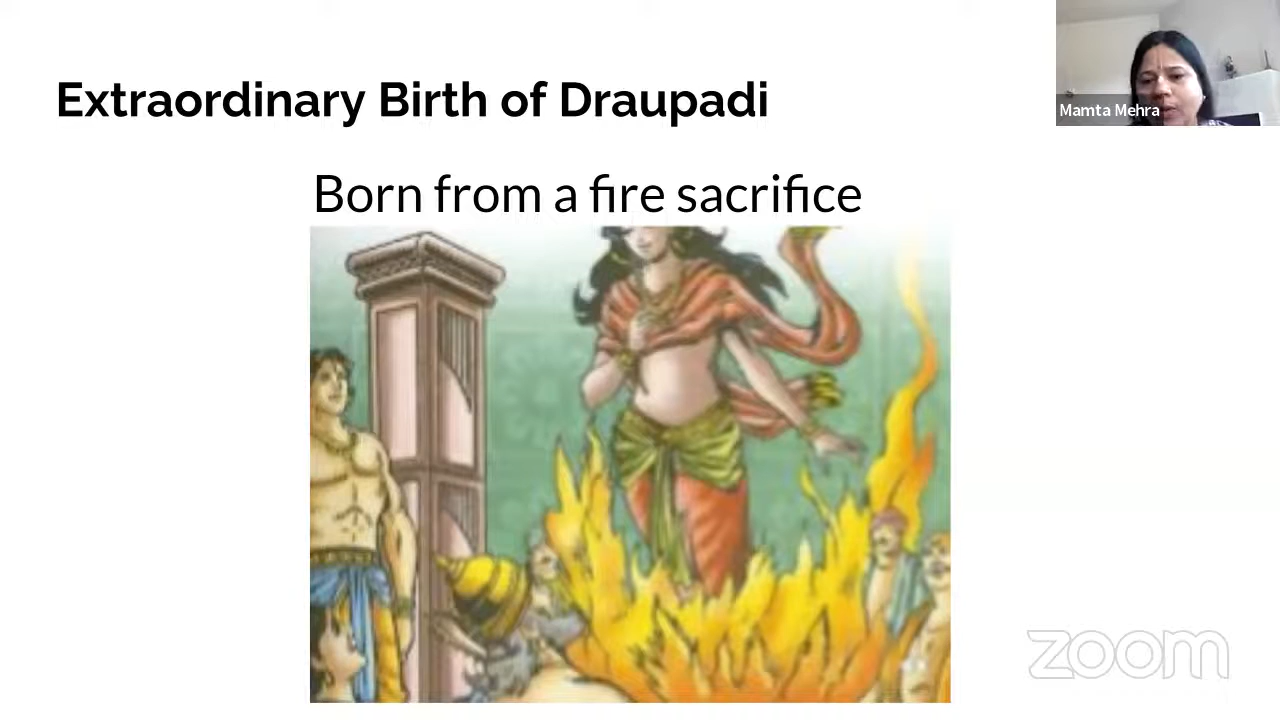 Extraordinary Birth of Draupadi
Mamta Mehra
Born from a fire sacrifice
zoom